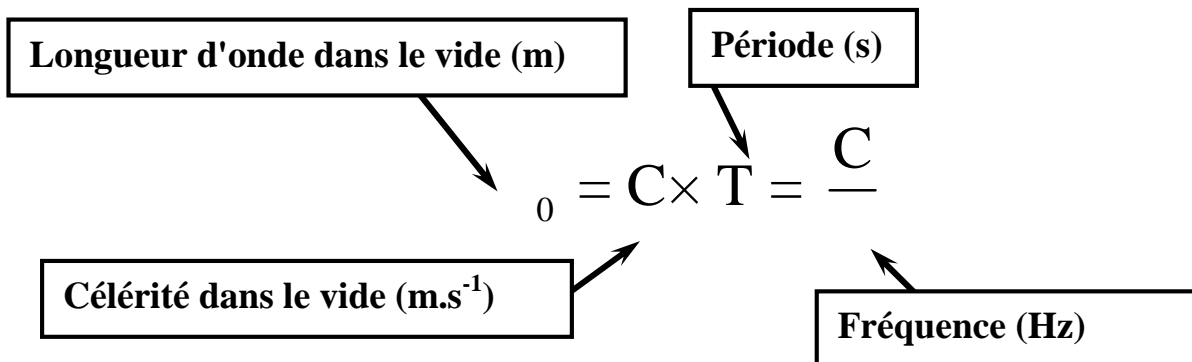 Longueur d'onde dans le vide (m)
Période (s)
₀ = C× T = C
Célérité dans le vide (m.s⁻¹)
Fréquence (Hz)